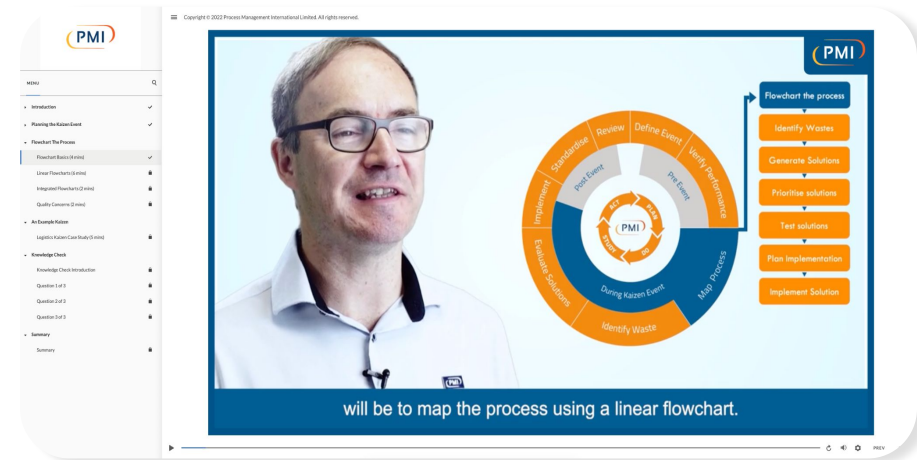 Copyright © 2022 Process Management International Limited. All rights reserved.
PMI
MENU
Introduction
Planning the Kaizen Event
Flowchart The Process
Flowchart Basics (4 mins)
Linear Flowcharts (6 mins)
Integrated Flowcharts (2 mins)
Quality Concerns (2 mins)
An Example Kaizen
Logistics Kaizen Case Study (5 mins)
Knowledge Check
Knowledge Check Introduction
Question 1 of 3
Question 2 of 3
Question 3 of 3
Summary
Summary
PMI
Define Event
Verify Performance
Map Process
Identify Waste
Evaluate Solutions
Implement
Standardise
Review
Pre Event
During Kaizen Event
Post Event
PLAN
DO
STUDY
ACT
PMI
Flowchart the process
Identify Wastes
Generate Solutions
Prioritise solutions
Test solutions
Plan Implementation
Implement Solution
PMI
will be to map the process using a linear flowchart.
PREV